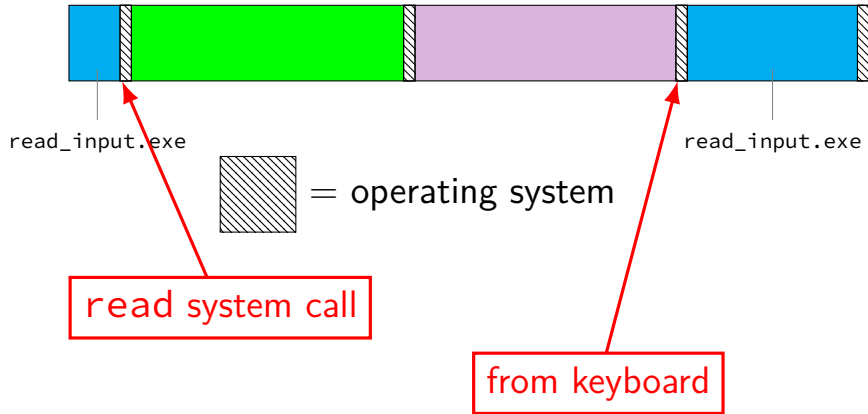 read_input.exe
read_input.exe
= operating system
read system call
from keyboard